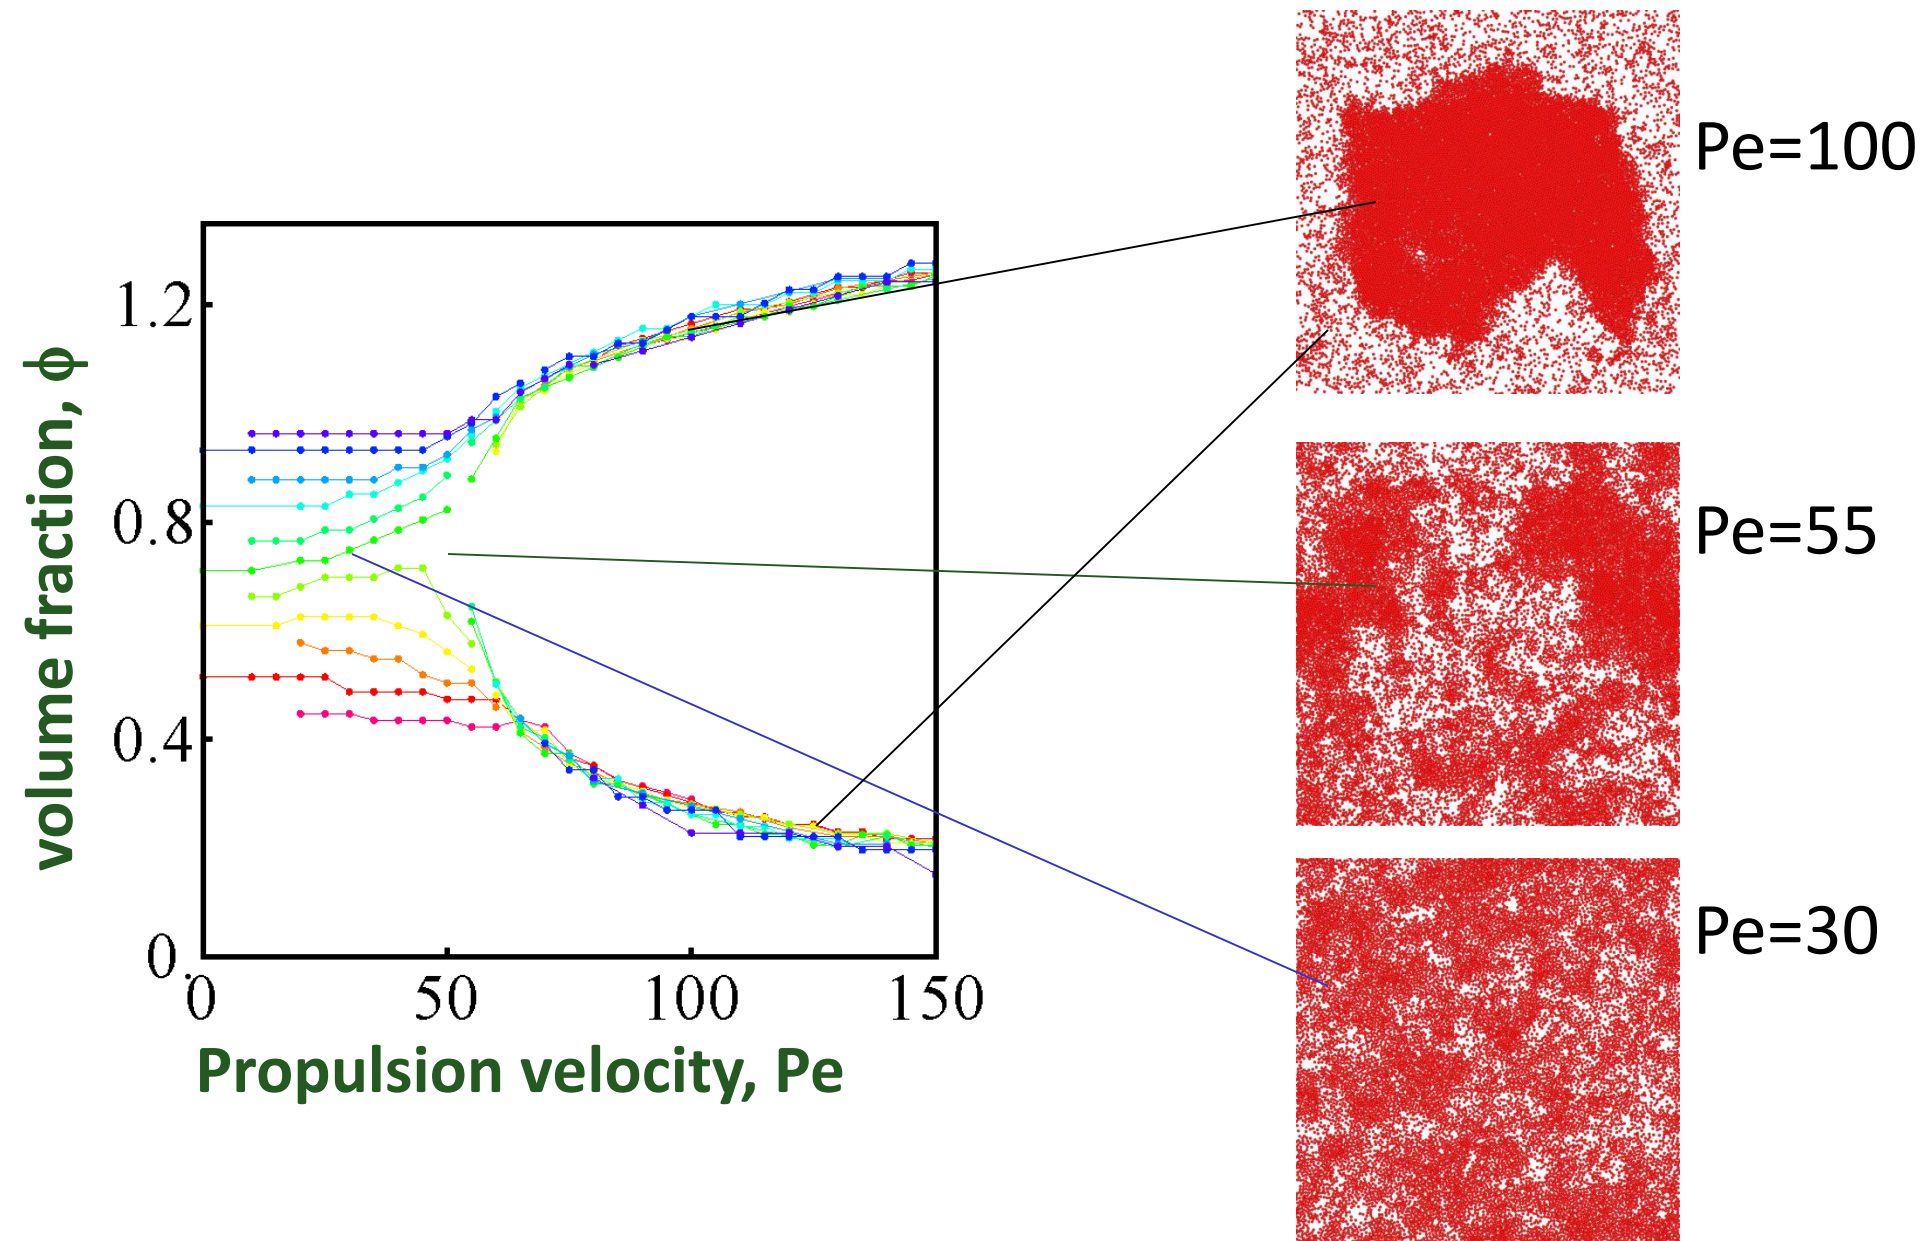 volume fraction, ϕ
1.2
0.8
0.4
0.
0
50
100
150
Propulsion velocity, Pe
Pe=100
Pe=55
Pe=30